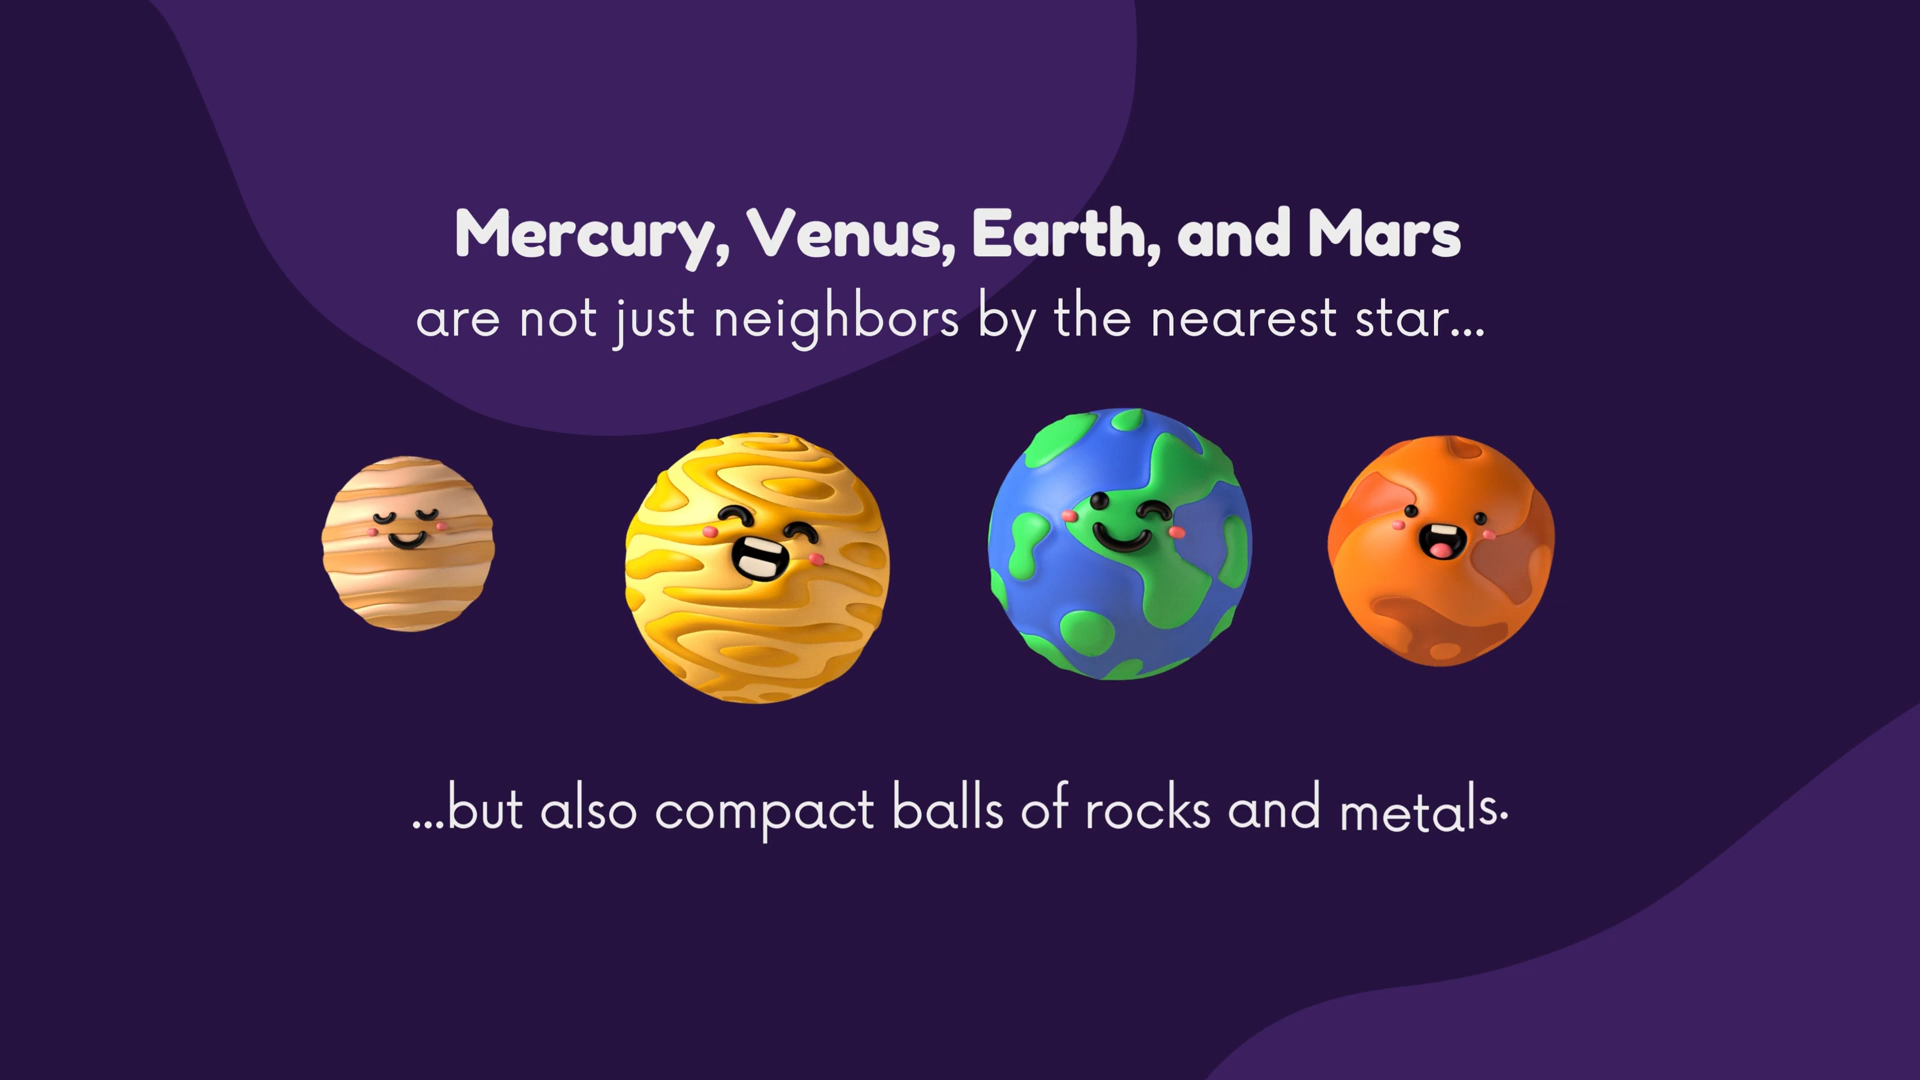 Mercury, Venus, Earth, and Mars
are not just neighbors by the nearest star...
...but also compact balls of rocks and metals.